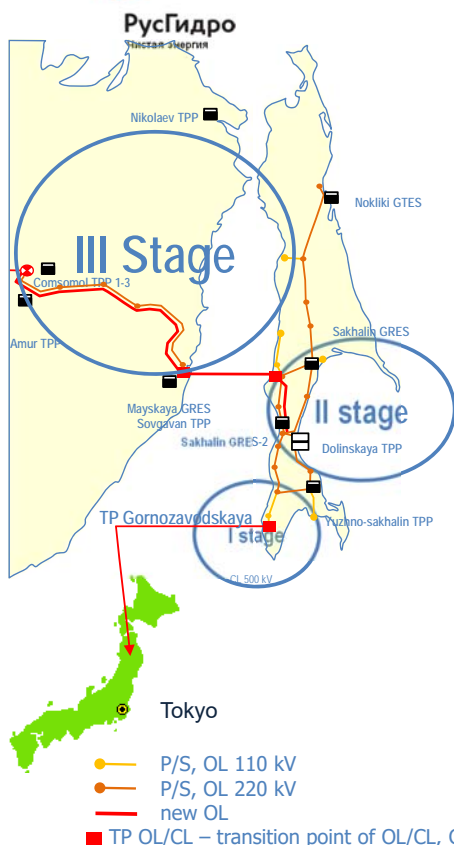 РусГидро
Чистая энергия
Nikolaev TPP
Nokliki GTES
III Stage
Comsomol TPP 1-3
Amur TPP
Sakhalin GRES
Mayskaya GRES
Sovgavan TPP
II stage
Sakhalin GRES-2
Dolinskaya TPP
TP Gornozavodskaya
Yuzhno-sakhalin TPP
I stage
CL 500 kV
Tokyo
P/S, OL 110 kV
P/S, OL 220 kV
new OL
TP OL/CL – transition point of OL/CL,